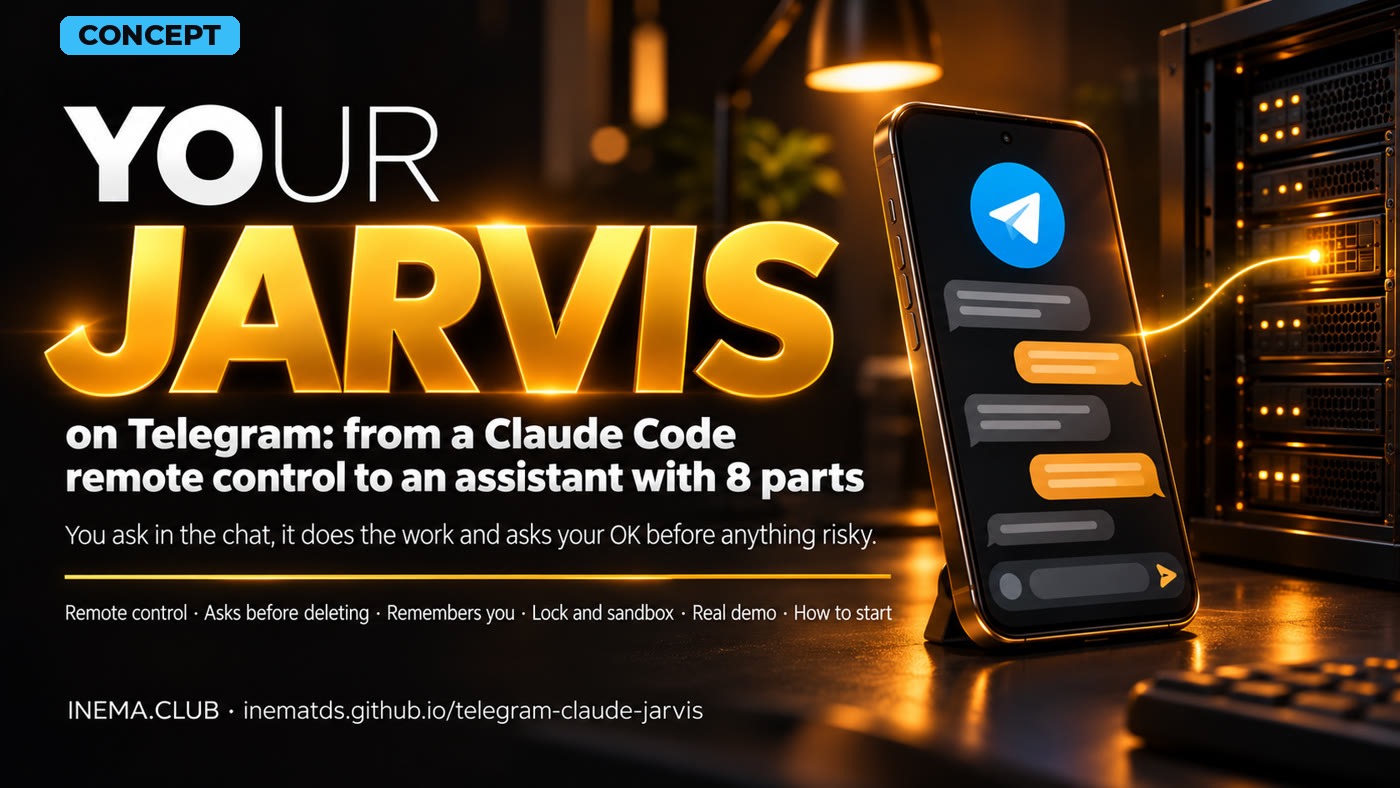 CONCEPT
YOUR
JARVIS
on Telegram: from a Claude Code
remote control to an assistant with 8 parts
You ask in the chat, it does the work and asks your OK before anything risky.
Remote control · Asks before deleting · Remembers you · Lock and sandbox · Real demo · How to start
INEMA.CLUB · inematds.github.io/telegram-claude-jarvis